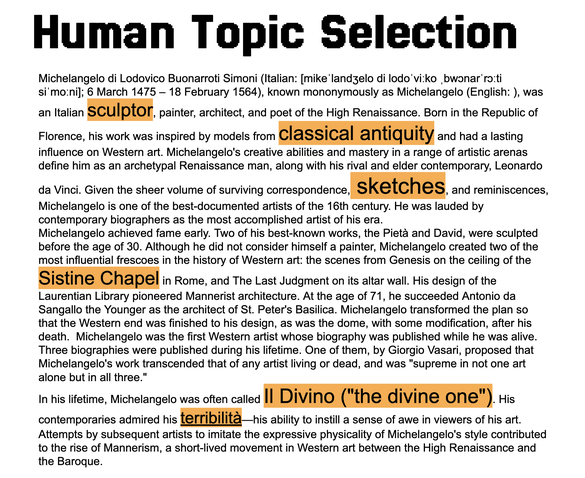 Human Topic Selection
Michelangelo di Lodovico Buonarroti Simoni (Italian: [mikeˈlandʒelo di lodoˈviːko ˌbwɔnarˈrɔːti
siˈmoːni]; 6 March 1475 – 18 February 1564), known mononymously as Michelangelo (English: ), was
an Italian sculptor, painter, architect, and poet of the High Renaissance. Born in the Republic of
Florence, his work was inspired by models from classical antiquity and had a lasting
influence on Western art. Michelangelo's creative abilities and mastery in a range of artistic arenas
define him as an archetypal Renaissance man, along with his rival and elder contemporary, Leonardo
da Vinci. Given the sheer volume of surviving correspondence, sketches, and reminiscences,
Michelangelo is one of the best-documented artists of the 16th century. He was lauded by
contemporary biographers as the most accomplished artist of his era.
Michelangelo achieved fame early. Two of his best-known works, the Pietà and David, were sculpted
before the age of 30. Although he did not consider himself a painter, Michelangelo created two of the
most influential frescoes in the history of Western art: the scenes from Genesis on the ceiling of the
Sistine Chapel in Rome, and The Last Judgment on its altar wall. His design of the
Laurentian Library pioneered Mannerist architecture. At the age of 71, he succeeded Antonio da
Sangallo the Younger as the architect of St. Peter's Basilica. Michelangelo transformed the plan so
that the Western end was finished to his design, as was the dome, with some modification, after his
death. Michelangelo was the first Western artist whose biography was published while he was alive.
Three biographies were published during his lifetime. One of them, by Giorgio Vasari, proposed that
Michelangelo's work transcended that of any artist living or dead, and was "supreme in not one art
alone but in all three."
In his lifetime, Michelangelo was often called Il Divino ("the divine one"). His
contemporaries admired his terribilità—his ability to instill a sense of awe in viewers of his art.
Attempts by subsequent artists to imitate the expressive physicality of Michelangelo's style contributed
to the rise of Mannerism, a short-lived movement in Western art between the High Renaissance and
the Baroque.